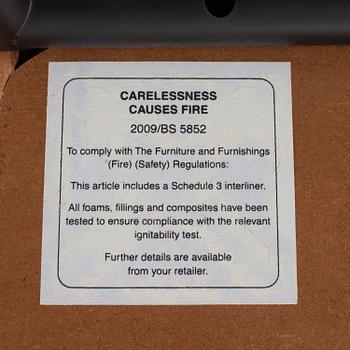 CARELESSNESS
CAUSES FIRE
2009/BS 5852
To comply with The Furniture and Furnishings
(Fire) (Safety) Regulations:
This article includes a Schedule 3 interliner.
All foams, fillings and composites have been
tested to ensure compliance with the relevant
ignitability test.
Further details are available
from your retailer.